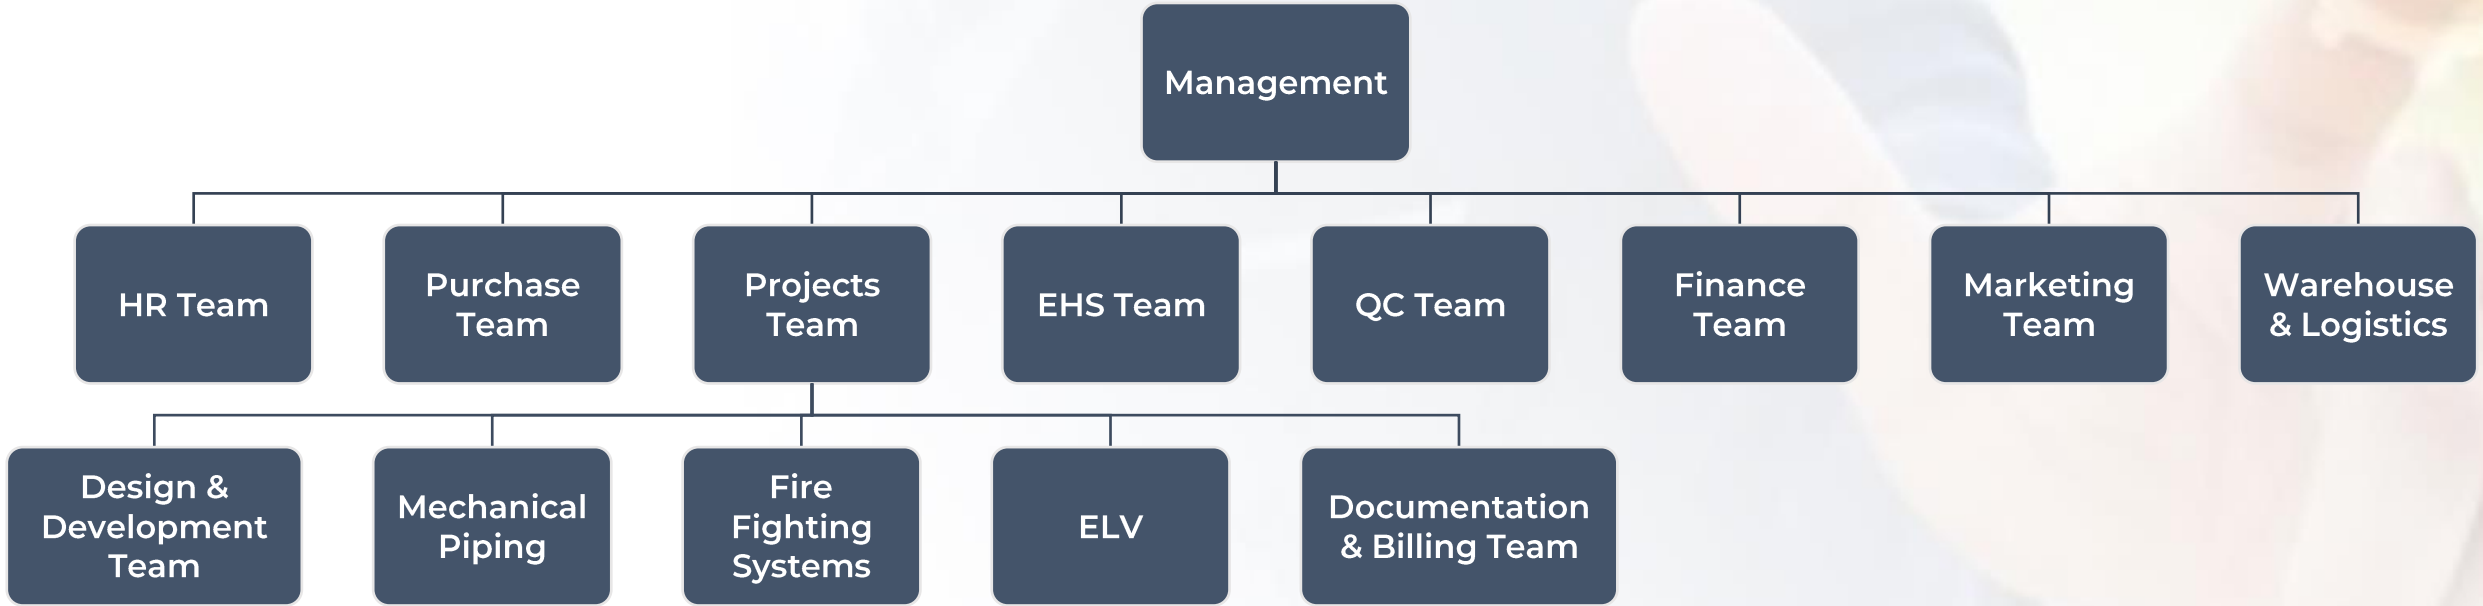 Management
HR Team
Purchase
Team
Projects
Team
EHS Team
QC Team
Finance
Team
Marketing
Team
Warehouse
& Logistics
Design &
Development
Team
Mechanical
Piping
Fire
Fighting
Systems
ELV
Documentation
& Billing Team